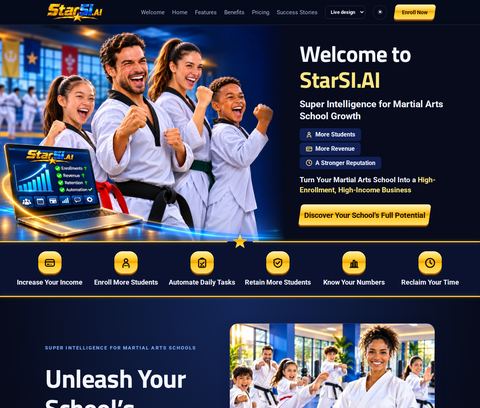 StarSI.AI
Welcome
Home
Features
Benefits
Pricing
Success Stories
Live design
Enroll Now
Welcome to
StarSI.AI
Super Intelligence for Martial Arts
School Growth
More Students
More Revenue
A Stronger Reputation
Turn Your Martial Arts School Into a High-
Enrollment, High-Income Business
Discover Your School's Full Potential
StarSI.AI
Enrollments
Revenue
Retention
Automation
Increase Your Income
Enroll More Students
Automate Daily Tasks
Retain More Students
Know Your Numbers
Reclaim Your Time
SUPER INTELLIGENCE FOR MARTIAL ARTS SCHOOLS
Unleash Your
School's